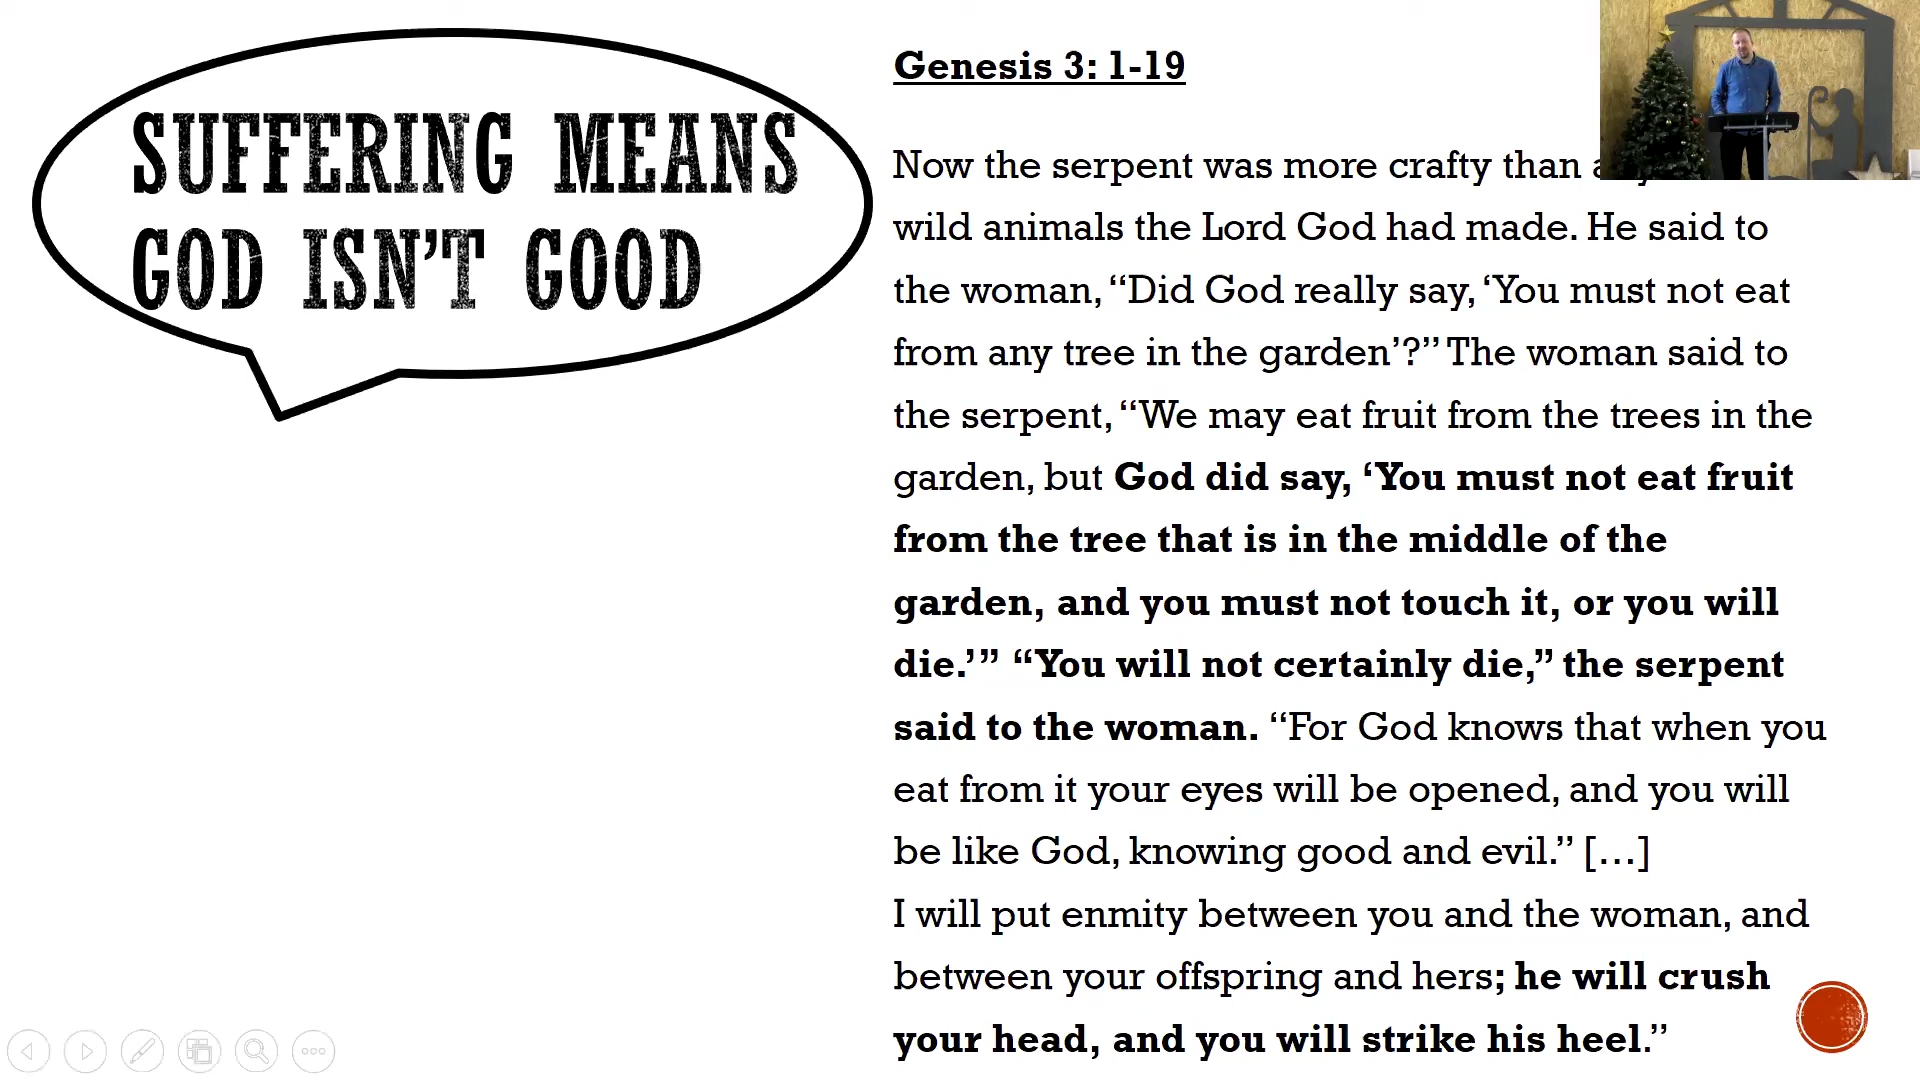 SUFFERING MEANS
GOD ISN’T GOOD
Genesis 3: 1-19
Now the serpent was more crafty than
wild animals the Lord God had made. He said to
the woman, “Did God really say, ‘You must not eat
from any tree in the garden’?” The woman said to
the serpent, “We may eat fruit from the trees in the
garden, but God did say, ‘You must not eat fruit
from the tree that is in the middle of the
garden, and you must not touch it, or you will
die.’” “You will not certainly die,” the serpent
said to the woman. “For God knows that when you
eat from it your eyes will be opened, and you will
be like God, knowing good and evil.” […]
I will put enmity between you and the woman, and
between your offspring and hers; he will crush
your head, and you will strike his heel.”